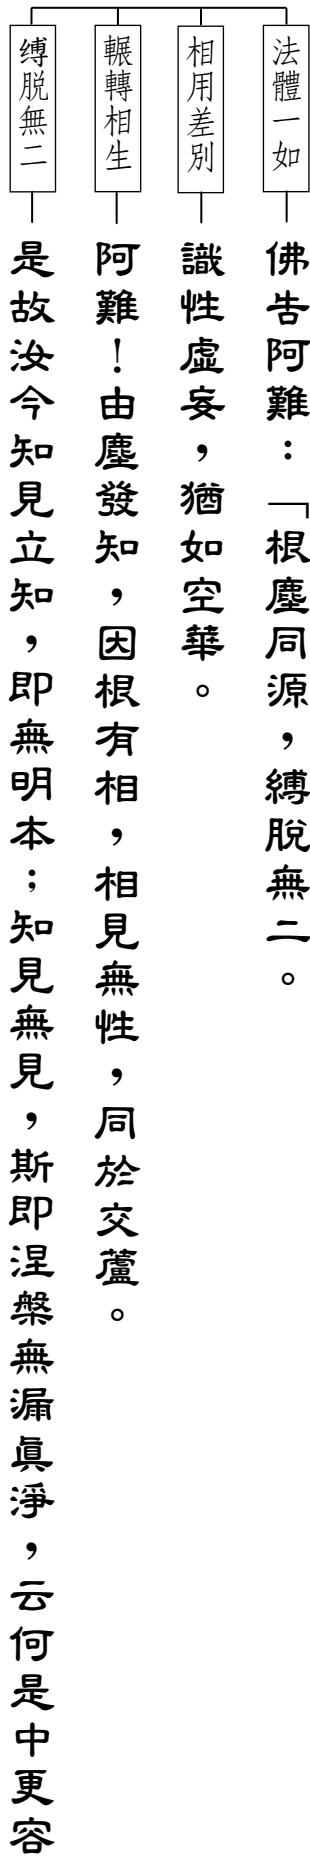 法體一如
佛告阿難：「根塵同源，縛脫無二。
相用差別
識性虛妄，猶如空華。
輾轉相生
阿難！由塵發知，因根有相，相見無性，同於交蘆。
缚脱無二
是故汝今知見立知，即無明本；知見無見，斯即涅槃無漏真淨，云何是中更容